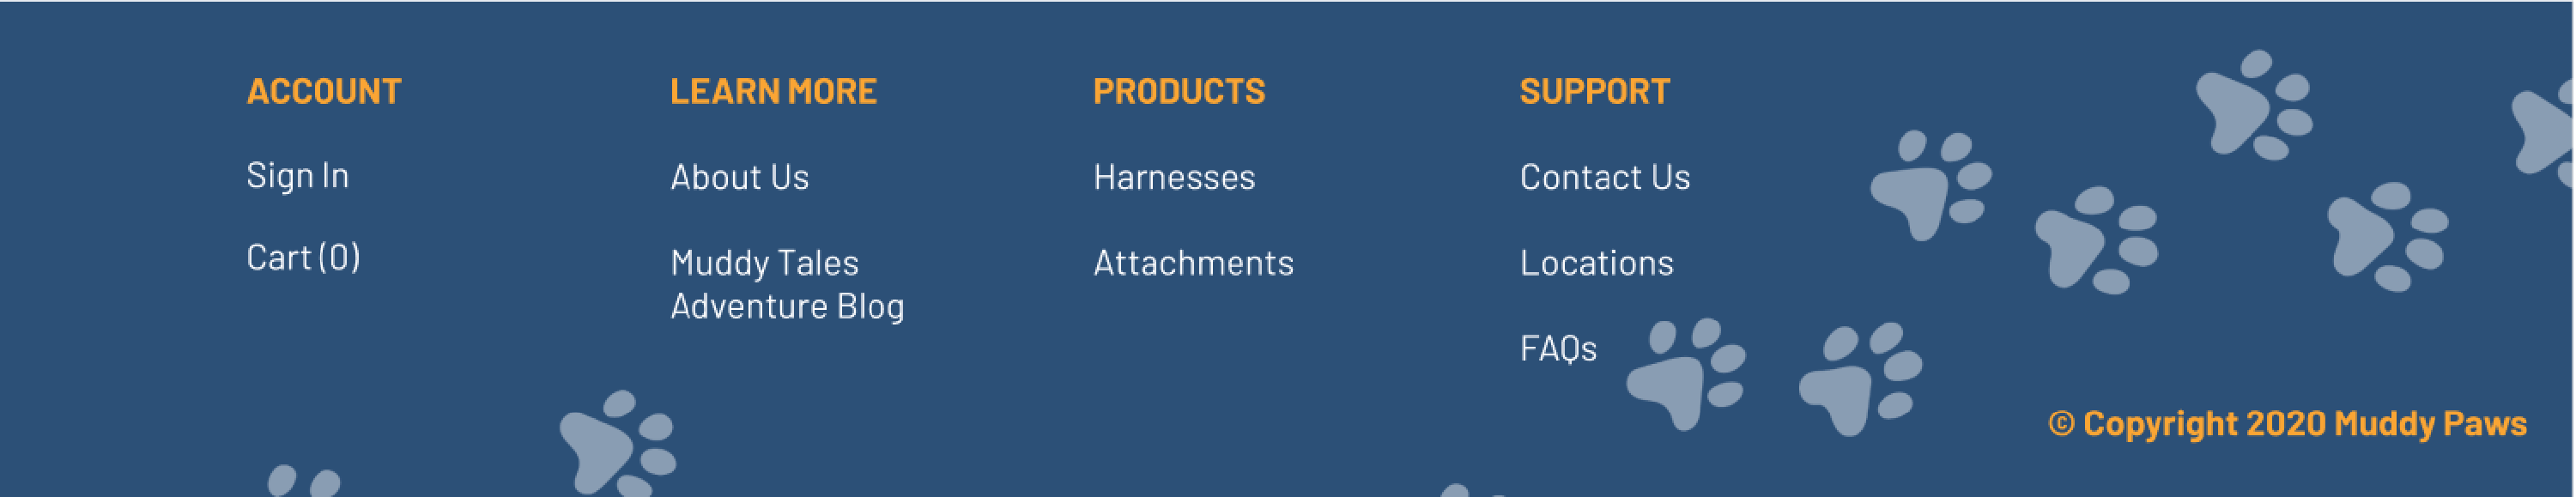 ACCOUNT
Sign In
Cart (0)
LEARN MORE
About Us
Muddy Tales
Adventure Blog
PRODUCTS
Harnesses
Attachments
SUPPORT
Contact Us
Locations
FAQs
© Copyright 2020 Muddy Paws